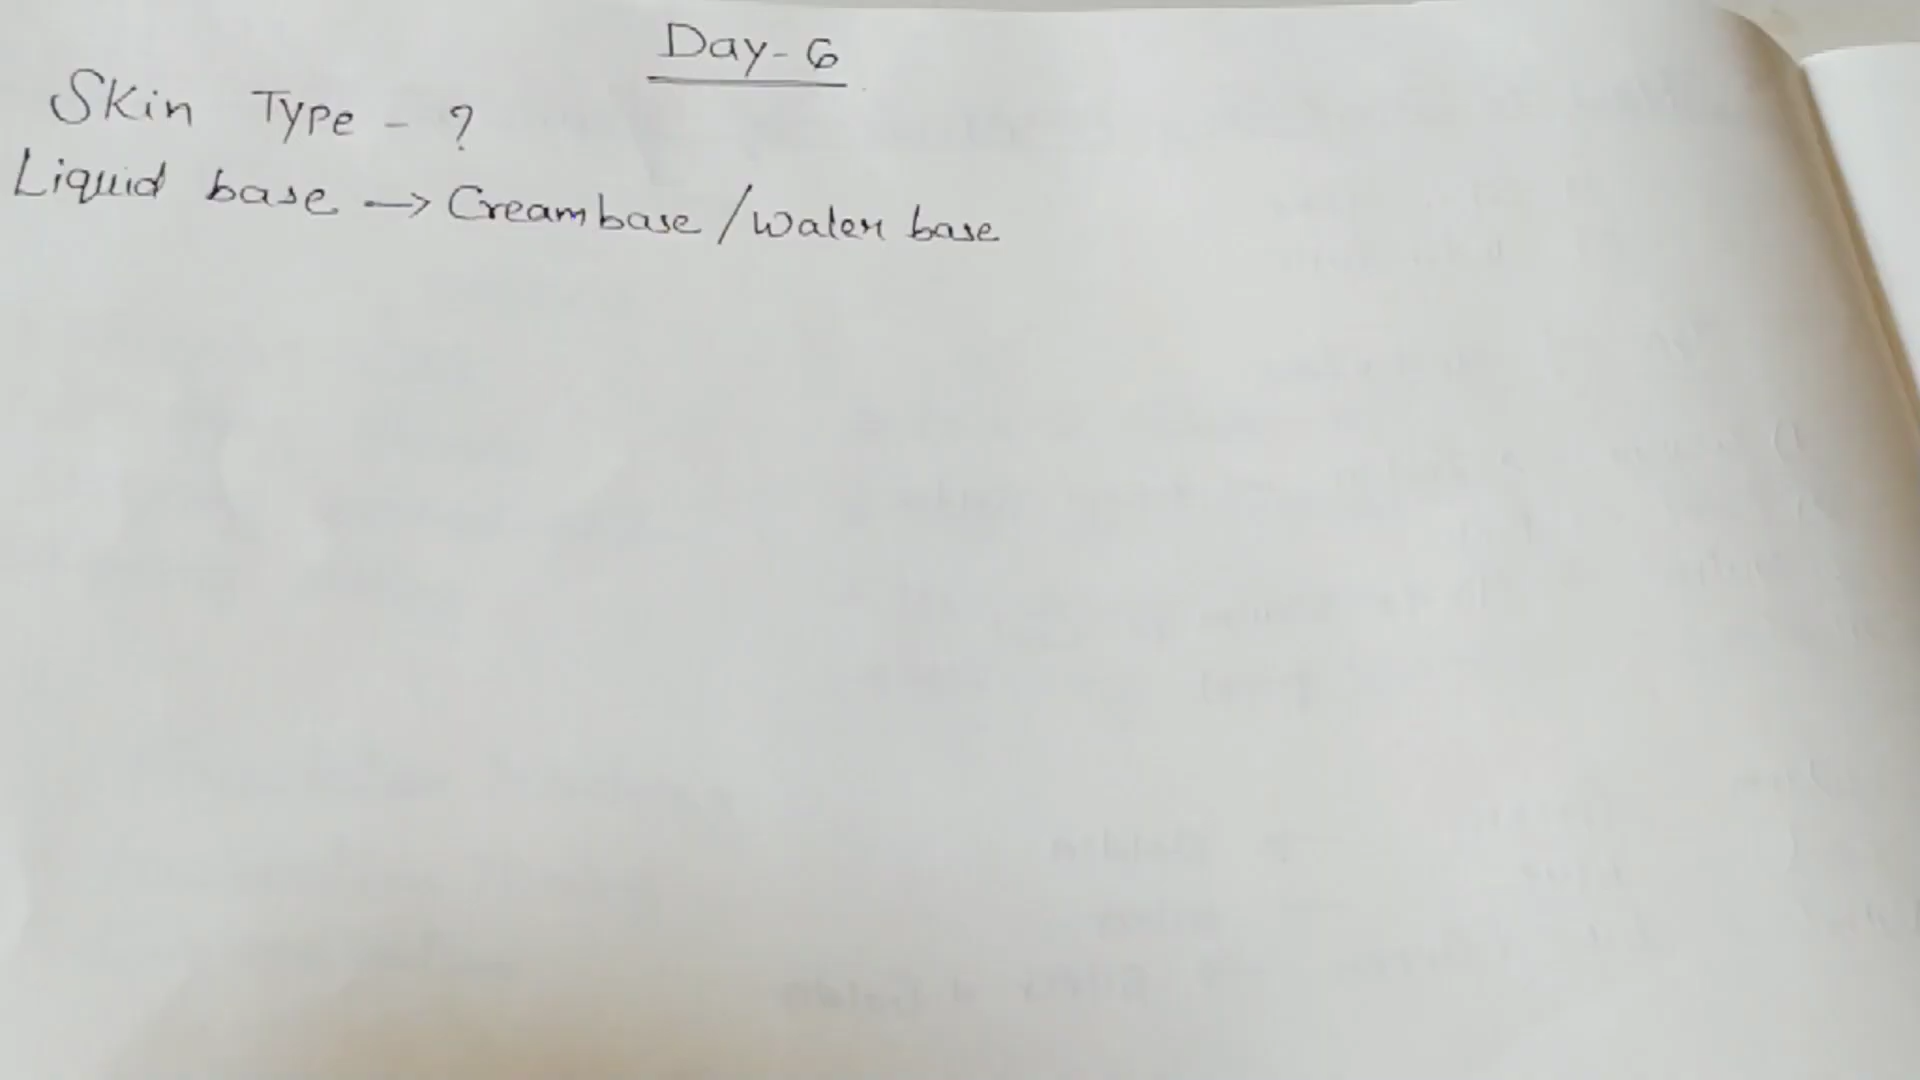 Day-6
Skin Type - ?
Liquid base → Creambase/water base